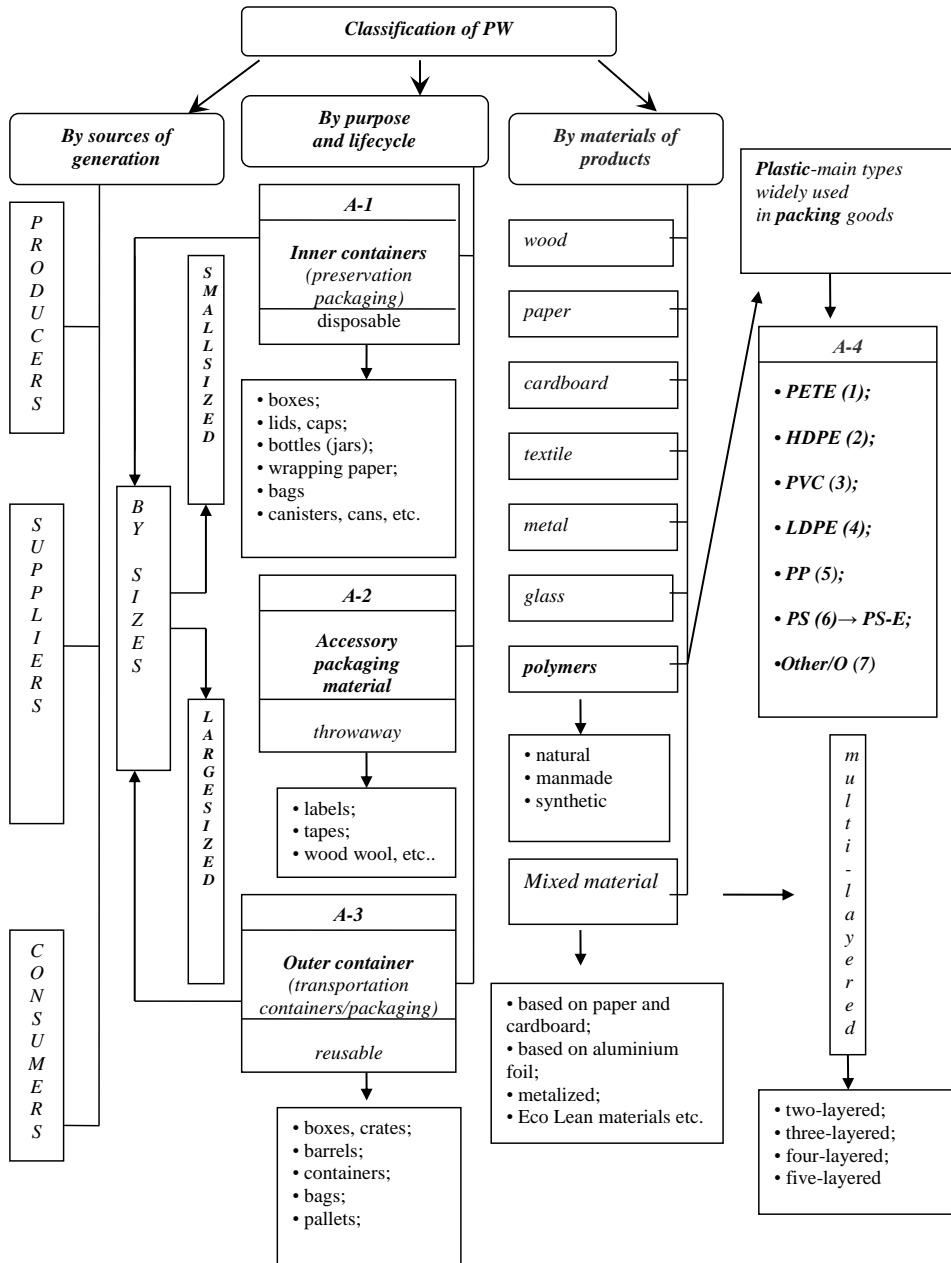 Classification of PW
By sources of
generation
By purpose
and lifecycle
By materials of
products
PRODUCERS
SUPPLIERS
CONSUMERS
BY SIZES
SMALLSIZED
LARGESIZED
A-1
Inner containers
(preservation
packaging)
disposable
• boxes;
• lids, caps;
• bottles (jars);
• wrapping paper;
• bags
• canisters, cans, etc.
A-2
Accessory
packaging
material
throwaway
• labels;
• tapes;
• wood wool, etc..
A-3
Outer container
(transportation
containers/packaging)
reusable
• boxes, crates;
• barrels;
• containers;
• bags;
• pallets;
wood
paper
cardboard
textile
metal
glass
polymers
• natural
• manmade
• synthetic
Mixed material
• based on paper and
cardboard;
• based on aluminium
foil;
• metalized;
• Eco Lean materials etc.
Plastic-main types
widely used
in packing goods
A-4
• PETE (1);
• HDPE (2);
• PVC (3);
• LDPE (4);
• PP (5);
• PS (6)→ PS-E;
•Other/O (7)
multi-layered
• two-layered;
• three-layered;
• four-layered;
• five-layered